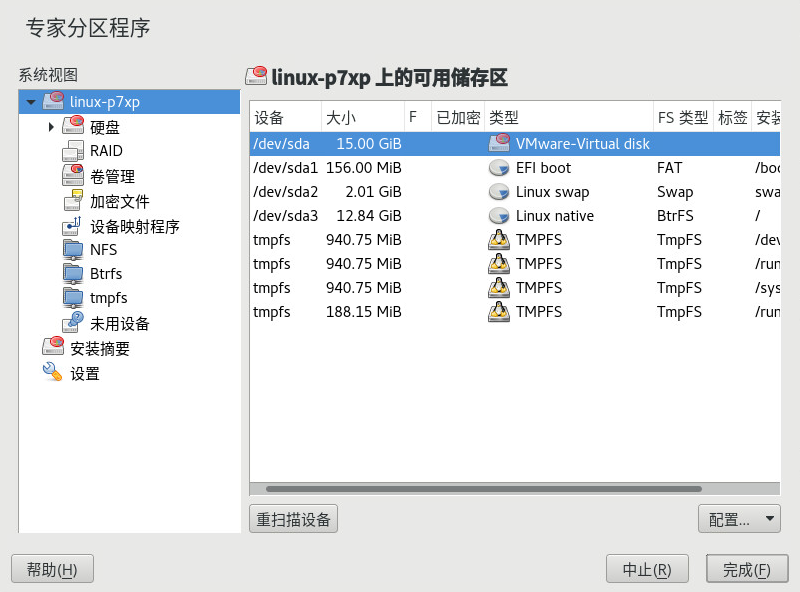 专家分区程序
系统视图
linux-p7xp
硬盘
RAID
卷管理
加密文件
设备映射程序
NFS
Btrfs
tmpfs
未用设备
安装摘要
设置
linux-p7xp 上的可用储存区
设备 大小 F 已加密 类型 FS 类型 标签 安装
/dev/sda 15.00 GiB VMware-Virtual disk
/dev/sda1 156.00 MiB EFI boot FAT /boo
/dev/sda2 2.01 GiB Linux swap Swap swa
/dev/sda3 12.84 GiB Linux native BtrFS /
tmpfs 940.75 MiB TMPFS TmpFS /dev
tmpfs 940.75 MiB TMPFS TmpFS /run
tmpfs 940.75 MiB TMPFS TmpFS /sys
tmpfs 188.15 MiB TMPFS TmpFS /run
重扫描设备 配置...
帮助(H) 中止(R) 完成(F)